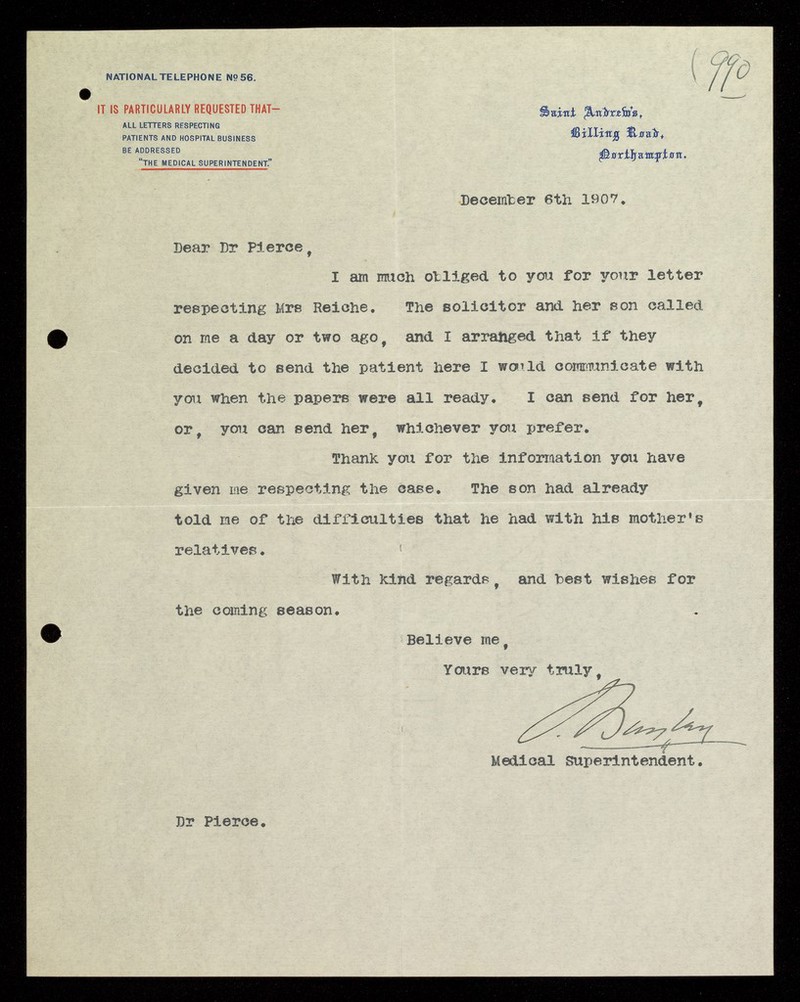 (990
NATIONAL TELEPHONE Nº 56.
IT IS PARTICULARLY REQUESTED THAT—
ALL LETTERS RESPECTING
PATIENTS AND HOSPITAL BUSINESS
BE ADDRESSED
"THE MEDICAL SUPERINTENDENT."
Saint Andrew's,
Billing Road,
Northampton.
December 6th 1907.
Dear Dr Pierce,
I am much obliged to you for your letter
respecting Mrs Reiche. The solicitor and her son called
on me a day or two ago, and I arranged that if they
decided to send the patient here I would communicate with
you when the papers were all ready. I can send for her,
or, you can send her, whichever you prefer.
Thank you for the information you have
given me respecting the case. The son had already
told me of the difficulties that he had with his mother's
relatives.
With kind regards, and best wishes for
the coming season.
Believe me,
Yours very truly,
Medical Superintendent.
Dr Pierce.